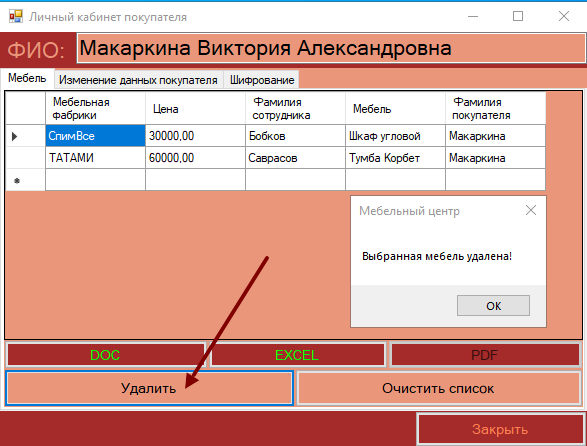 Личный кабинет покупателя
ФИО: Макаркина Виктория Александровна
Мебель Изменение данных покупателя Шифрование
Мебельная фабрики Цена Фамилия сотрудника Мебель Фамилия покупателя
СпимВсе 30000,00 Бобков Шкаф угловой Макаркина
ТАТАМИ 60000,00 Саврасов Тумба Корбет Макаркина
Мебельный центр
Выбранная мебель удалена!
ОК
DOC EXCEL PDF
Удалить Очистить список
Закрыть